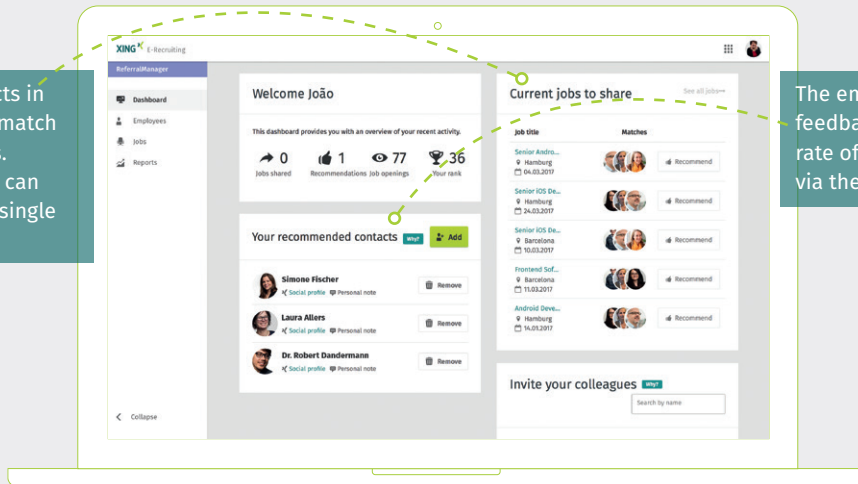 XING E-Recruiting
ReferralManager
Dashboard
Employees
Jobs
Reports
Collapse
cts in
match
s.
can
single
Welcome João
This dashboard provides you with an overview of your recent activity.
0 1 77 36
Jobs shared Recommendations Job openings Your rank
Your recommended contacts Why? Add
Simone Fischer
Social profile Personal note
Remove
Laura Allers
Social profile Personal note
Remove
Dr. Robert Dandermann
Social profile Personal note
Remove
Current jobs to share See all jobs
Job title Matches
Senior Andro...
Hamburg
04.03.2017
Recommend
Senior iOS De...
Hamburg
24.03.2017
Recommend
Senior iOS De...
Barcelona
10.03.2017
Recommend
Frontend Sof...
Barcelona
11.03.2017
Recommend
Android Deve...
Hamburg
14.01.2017
Recommend
Invite your colleagues Why?
Search by name
The en
feedba
rate of
via the